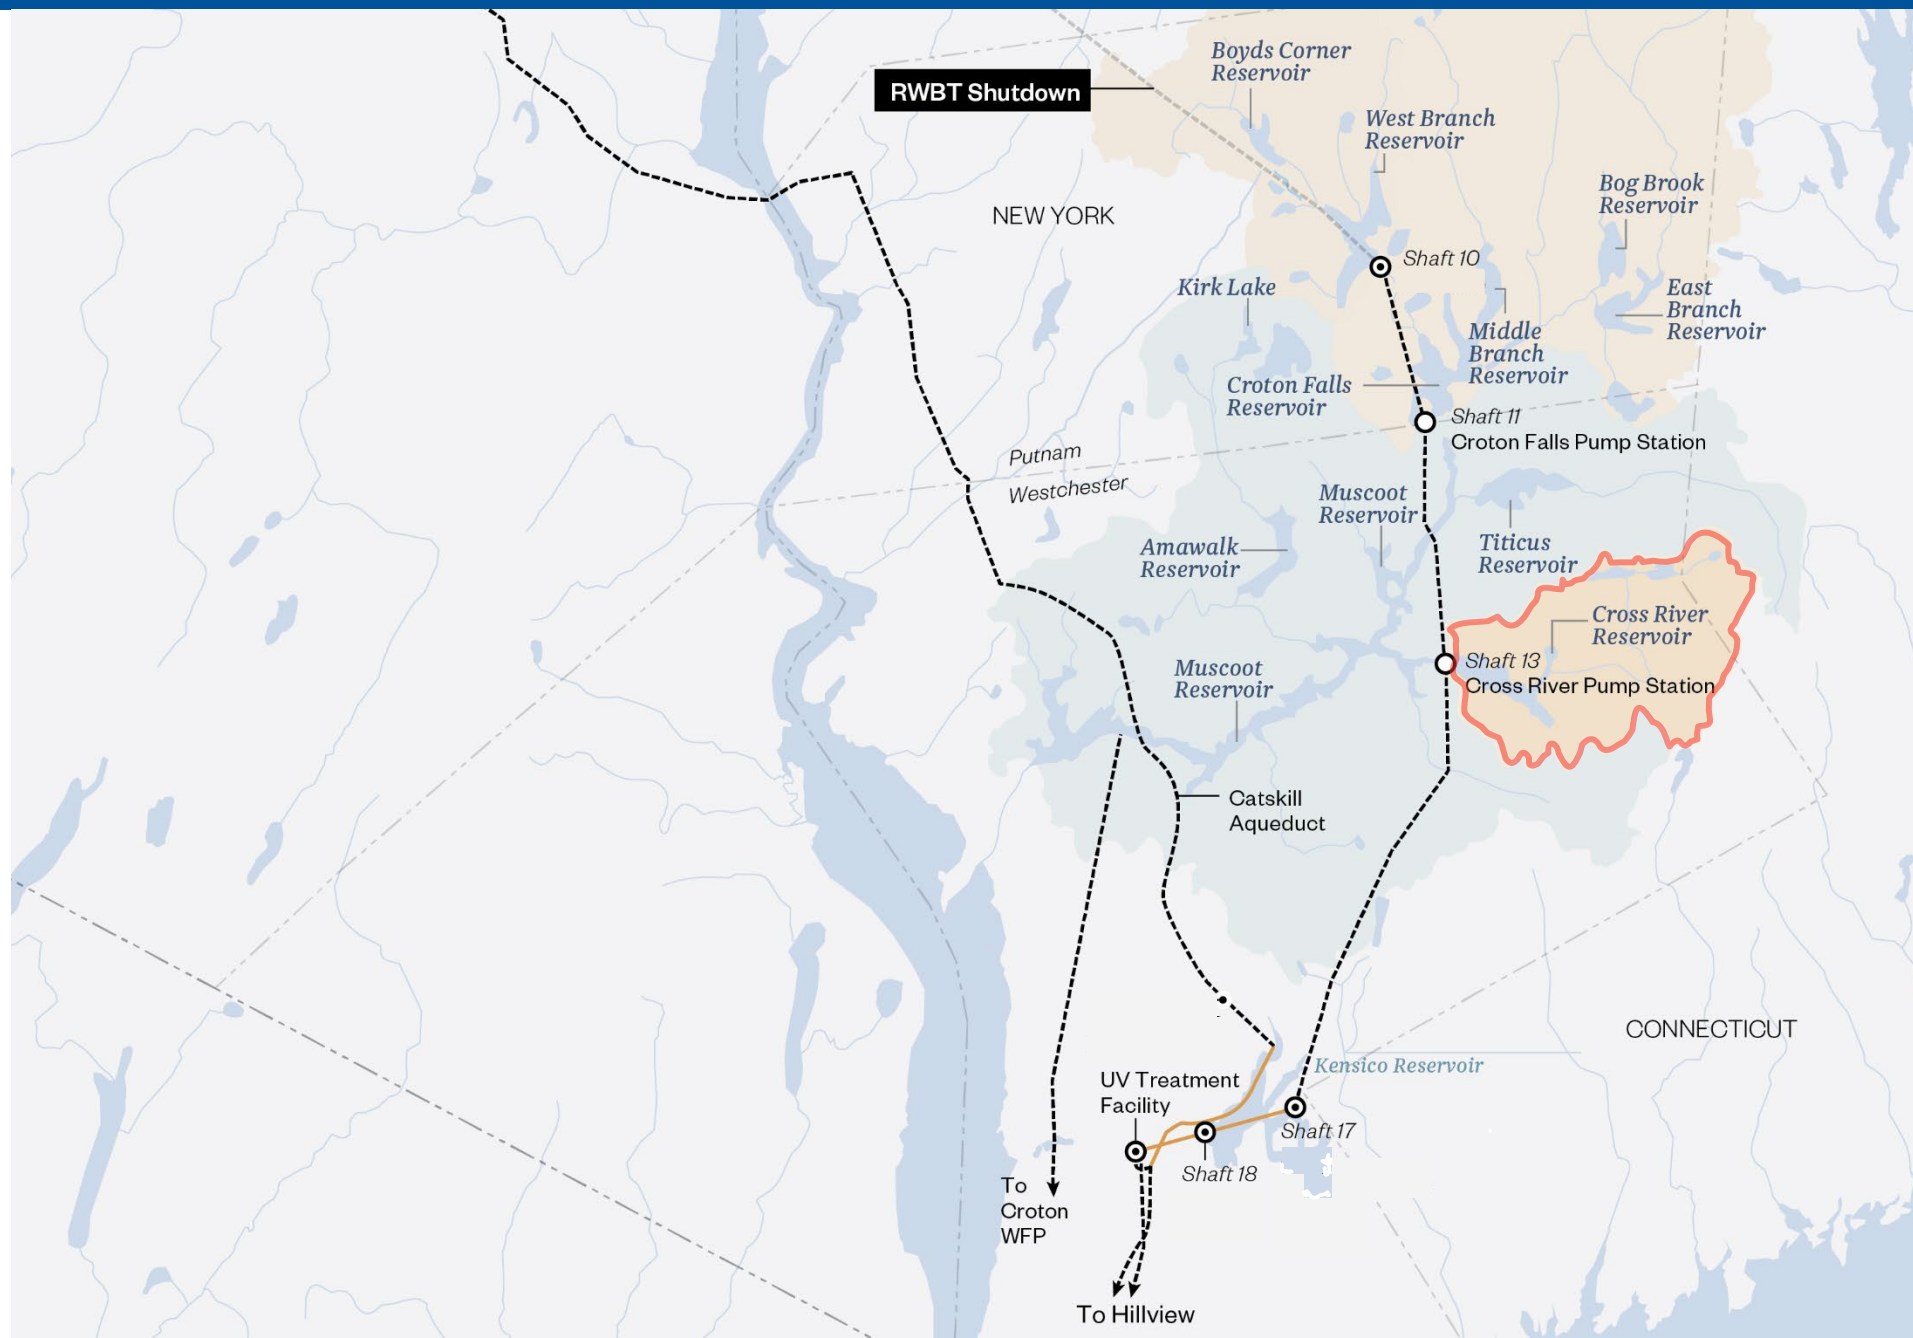 Boyds Corner
Reservoir
RWBT Shutdown
West Branch
Reservoir
Bog Brook
Reservoir
NEW YORK
Shaft 10
Kirk Lake
East
Branch
Reservoir
Middle
Branch
Reservoir
Croton Falls
Reservoir
Shaft 11
Croton Falls Pump Station
Putnam
Westchester
Muscoot
Reservoir
Amawalk
Reservoir
Titicus
Reservoir
Cross River
Reservoir
Shaft 13
Cross River Pump Station
Muscoot
Reservoir
Catskill
Aqueduct
CONNECTICUT
Kensico Reservoir
UV Treatment
Facility
Shaft 17
Shaft 18
To
Croton
WFP
To Hillview